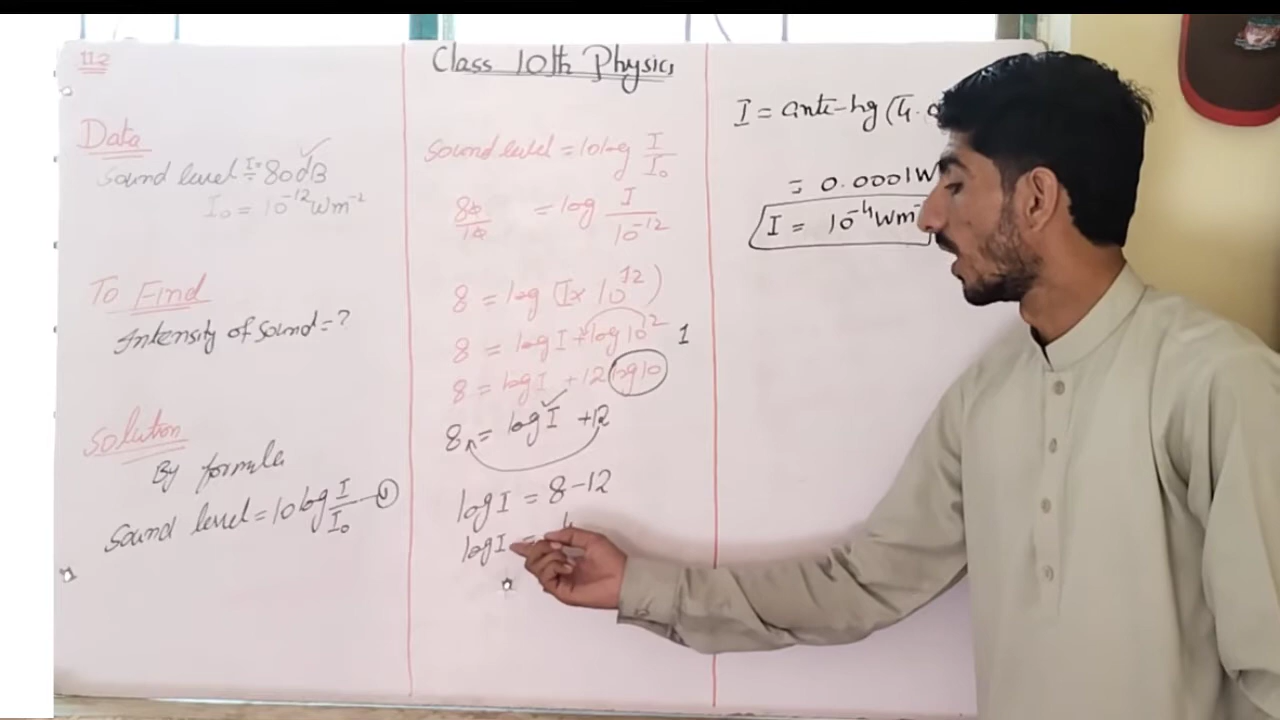 11.2
Class 10th Physics
Data
Sound level I = 80dB
I₀ = 10⁻¹² Wm⁻²
To Find
Intensity of sound = ?
Solution
By formula
Sound level = 10 log I/I₀ — ①
Sound level = 10 log I/I₀
80/10 = log I/10⁻¹²
8 = log (I × 10¹²)
8 = log I + log 10¹² 1
8 = log I + 12 log 10
8 = log I + 12
log I = 8 - 12
log I = 4
I = anti-log (4̅.0
= 0.0001 W
I = 10⁻⁴ Wm⁻